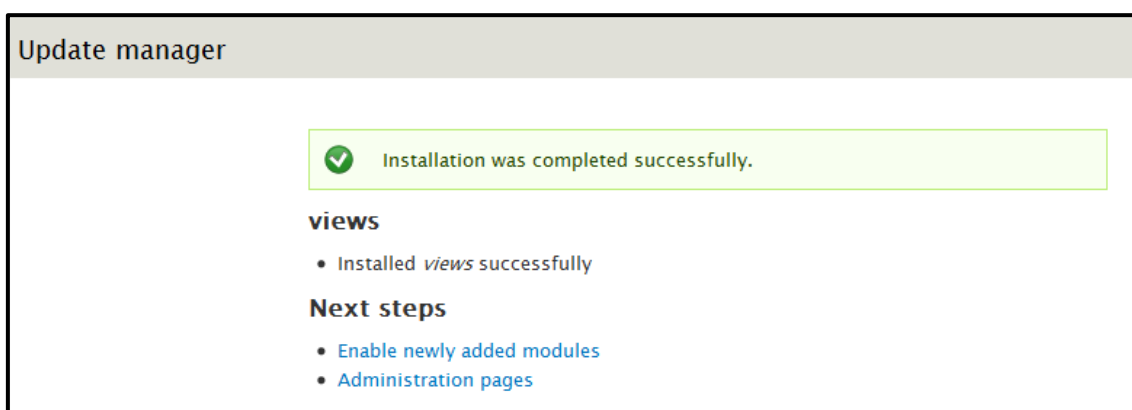 Update manager
Installation was completed successfully.
views
Installed views successfully
Next steps
Enable newly added modules
Administration pages